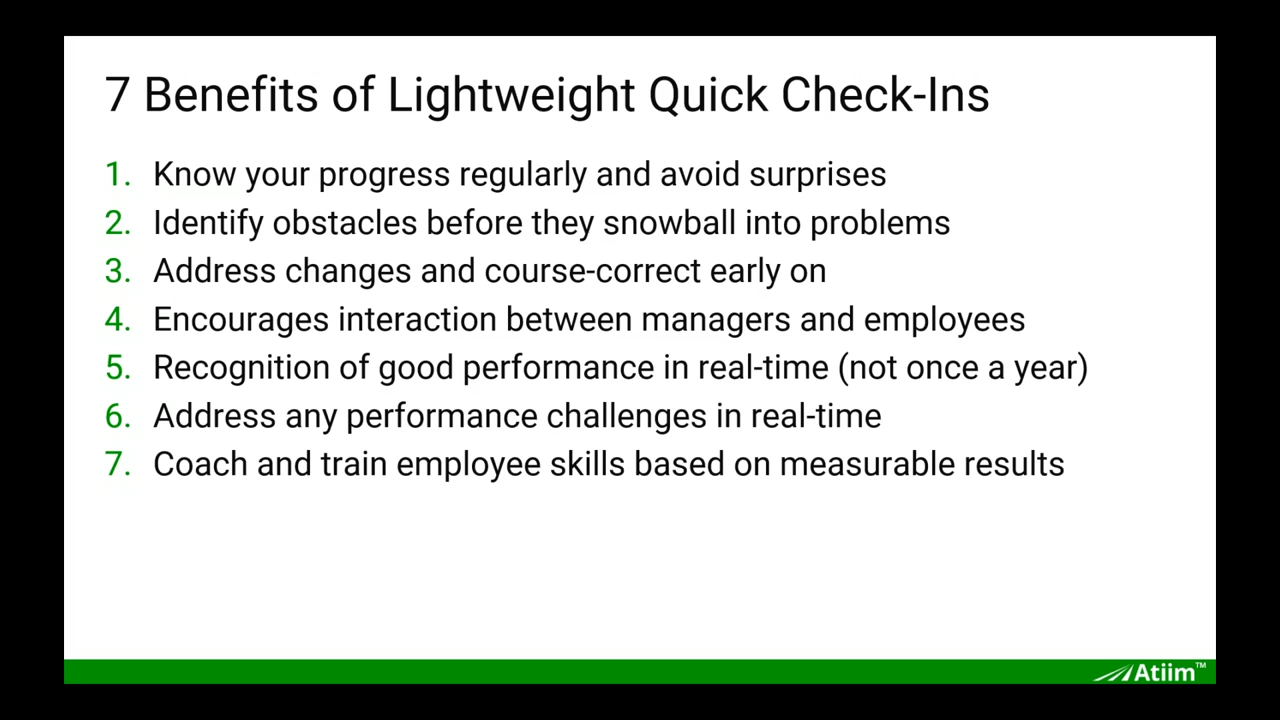 7 Benefits of Lightweight Quick Check-Ins
1. Know your progress regularly and avoid surprises
2. Identify obstacles before they snowball into problems
3. Address changes and course-correct early on
4. Encourages interaction between managers and employees
5. Recognition of good performance in real-time (not once a year)
6. Address any performance challenges in real-time
7. Coach and train employee skills based on measurable results
Atiim™